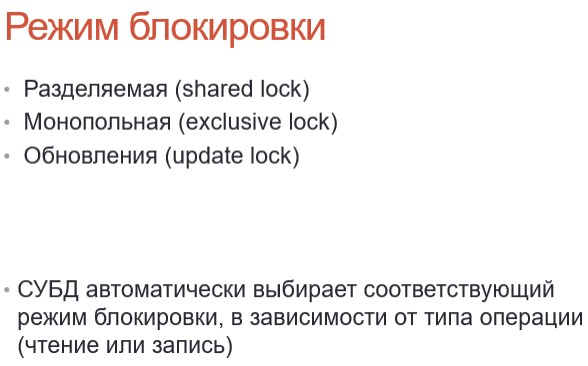 Режим блокировки
• Разделяемая (shared lock)
• Монопольная (exclusive lock)
• Обновления (update lock)
• СУБД автоматически выбирает соответствующий
режим блокировки, в зависимости от типа операции
(чтение или запись)